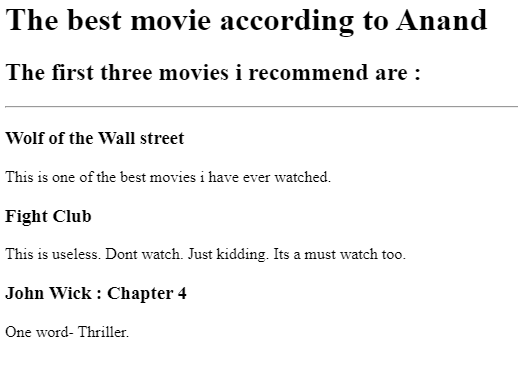 The best movie according to Anand
The first three movies i recommend are :
Wolf of the Wall street
This is one of the best movies i have ever watched.
Fight Club
This is useless. Dont watch. Just kidding. Its a must watch too.
John Wick : Chapter 4
One word- Thriller.